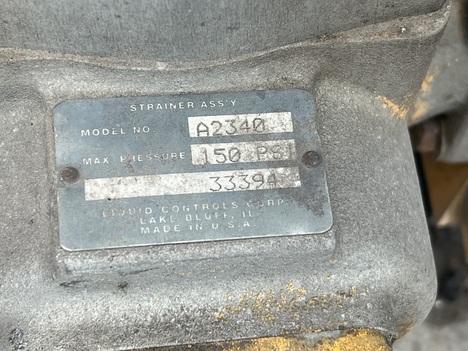 STRAINER ASS'Y
MODEL NO. A2340
MAX. PRESSURE 150 PSI
33394
LIQUID CONTROLS CORP.
LAKE BLUFF, IL
MADE IN U.S.A.